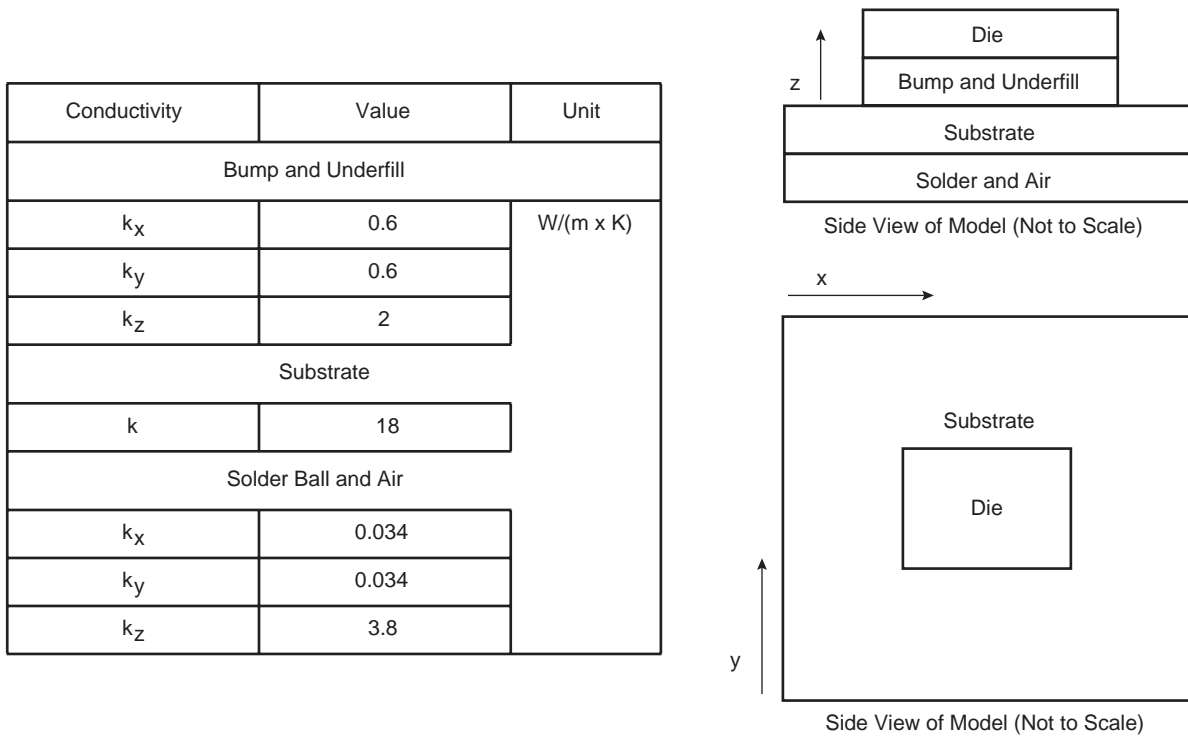 Conductivity Value Unit
Bump and Underfill
kx 0.6 W/(m x K)
ky 0.6
kz 2
Substrate
k 18
Solder Ball and Air
kx 0.034
ky 0.034
kz 3.8
Die
z
Bump and Underfill
Substrate
Solder and Air
Side View of Model (Not to Scale)
x
Substrate
Die
y
Side View of Model (Not to Scale)